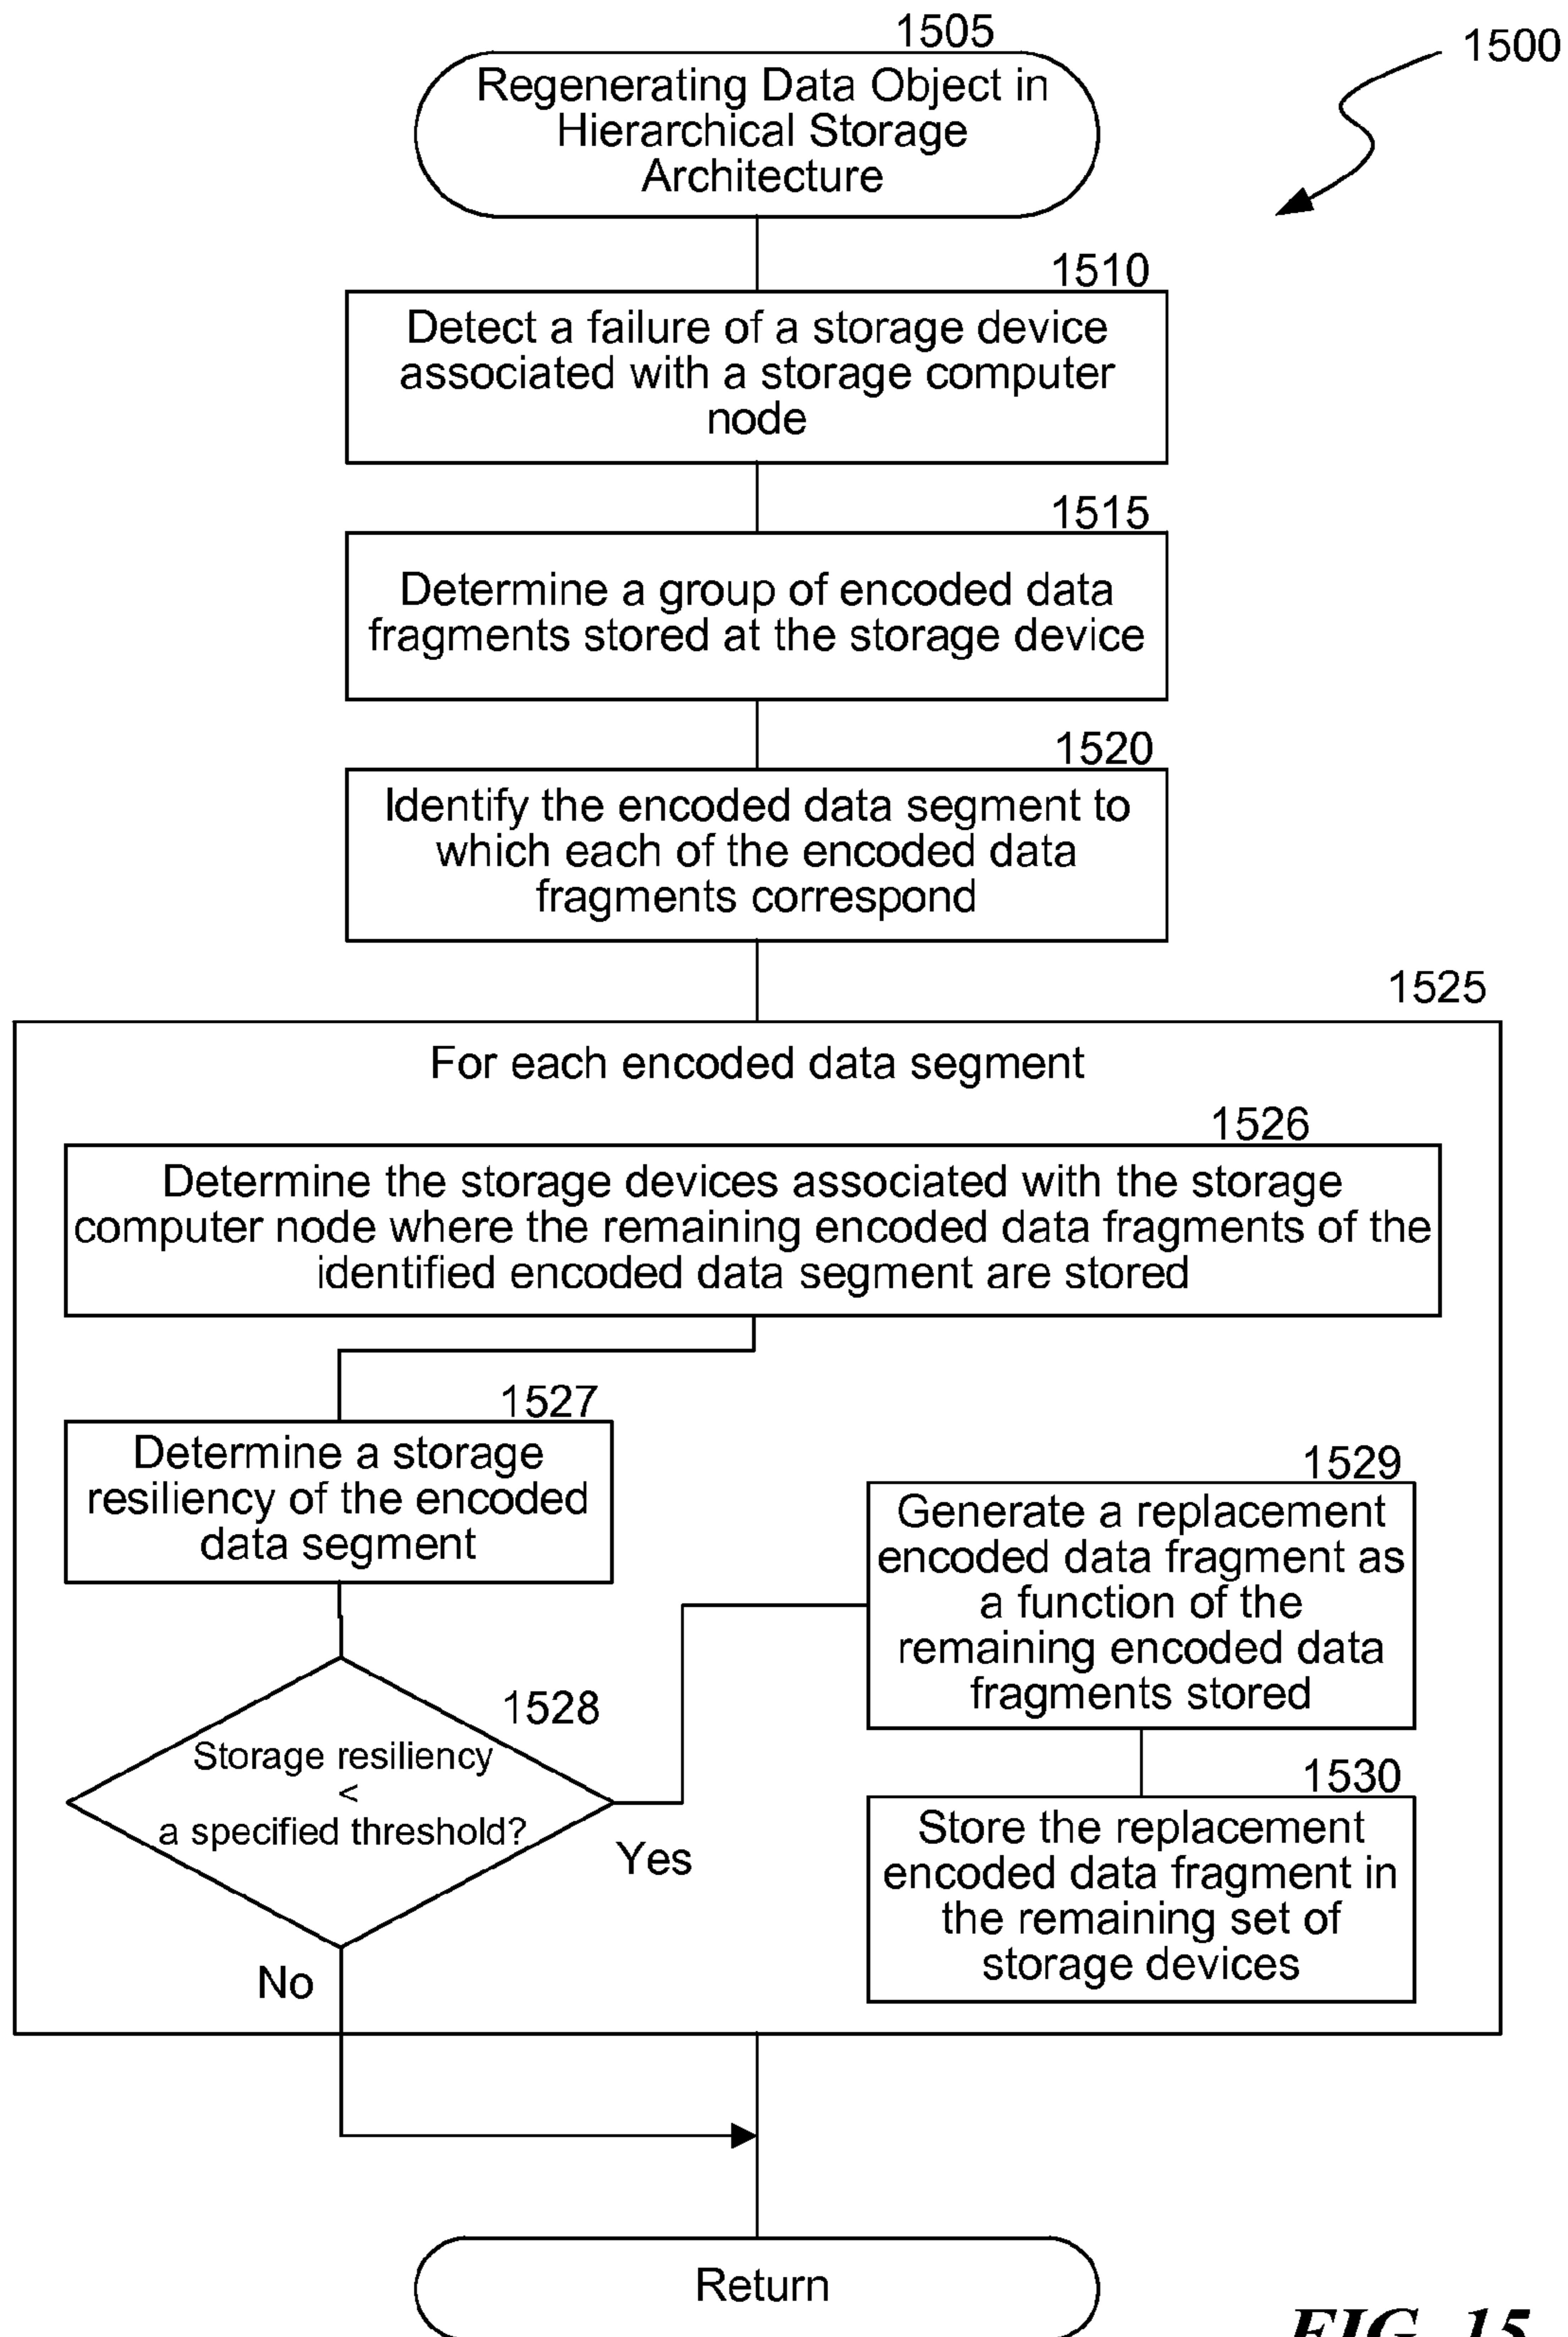 1505
1500
Regenerating Data Object in
Hierarchical Storage
Architecture
1510
Detect a failure of a storage device
associated with a storage computer
node
1515
Determine a group of encoded data
fragments stored at the storage device
1520
Identify the encoded data segment to
which each of the encoded data
fragments correspond
1525
For each encoded data segment
1526
Determine the storage devices associated with the storage
computer node where the remaining encoded data fragments of the
identified encoded data segment are stored
1527
Determine a storage
resiliency of the encoded
data segment
1528
Storage resiliency
<
a specified threshold?
Yes
No
1529
Generate a replacement
encoded data fragment as
a function of the
remaining encoded data
fragments stored
1530
Store the replacement
encoded data fragment in
the remaining set of
storage devices
Return
FIG. 15